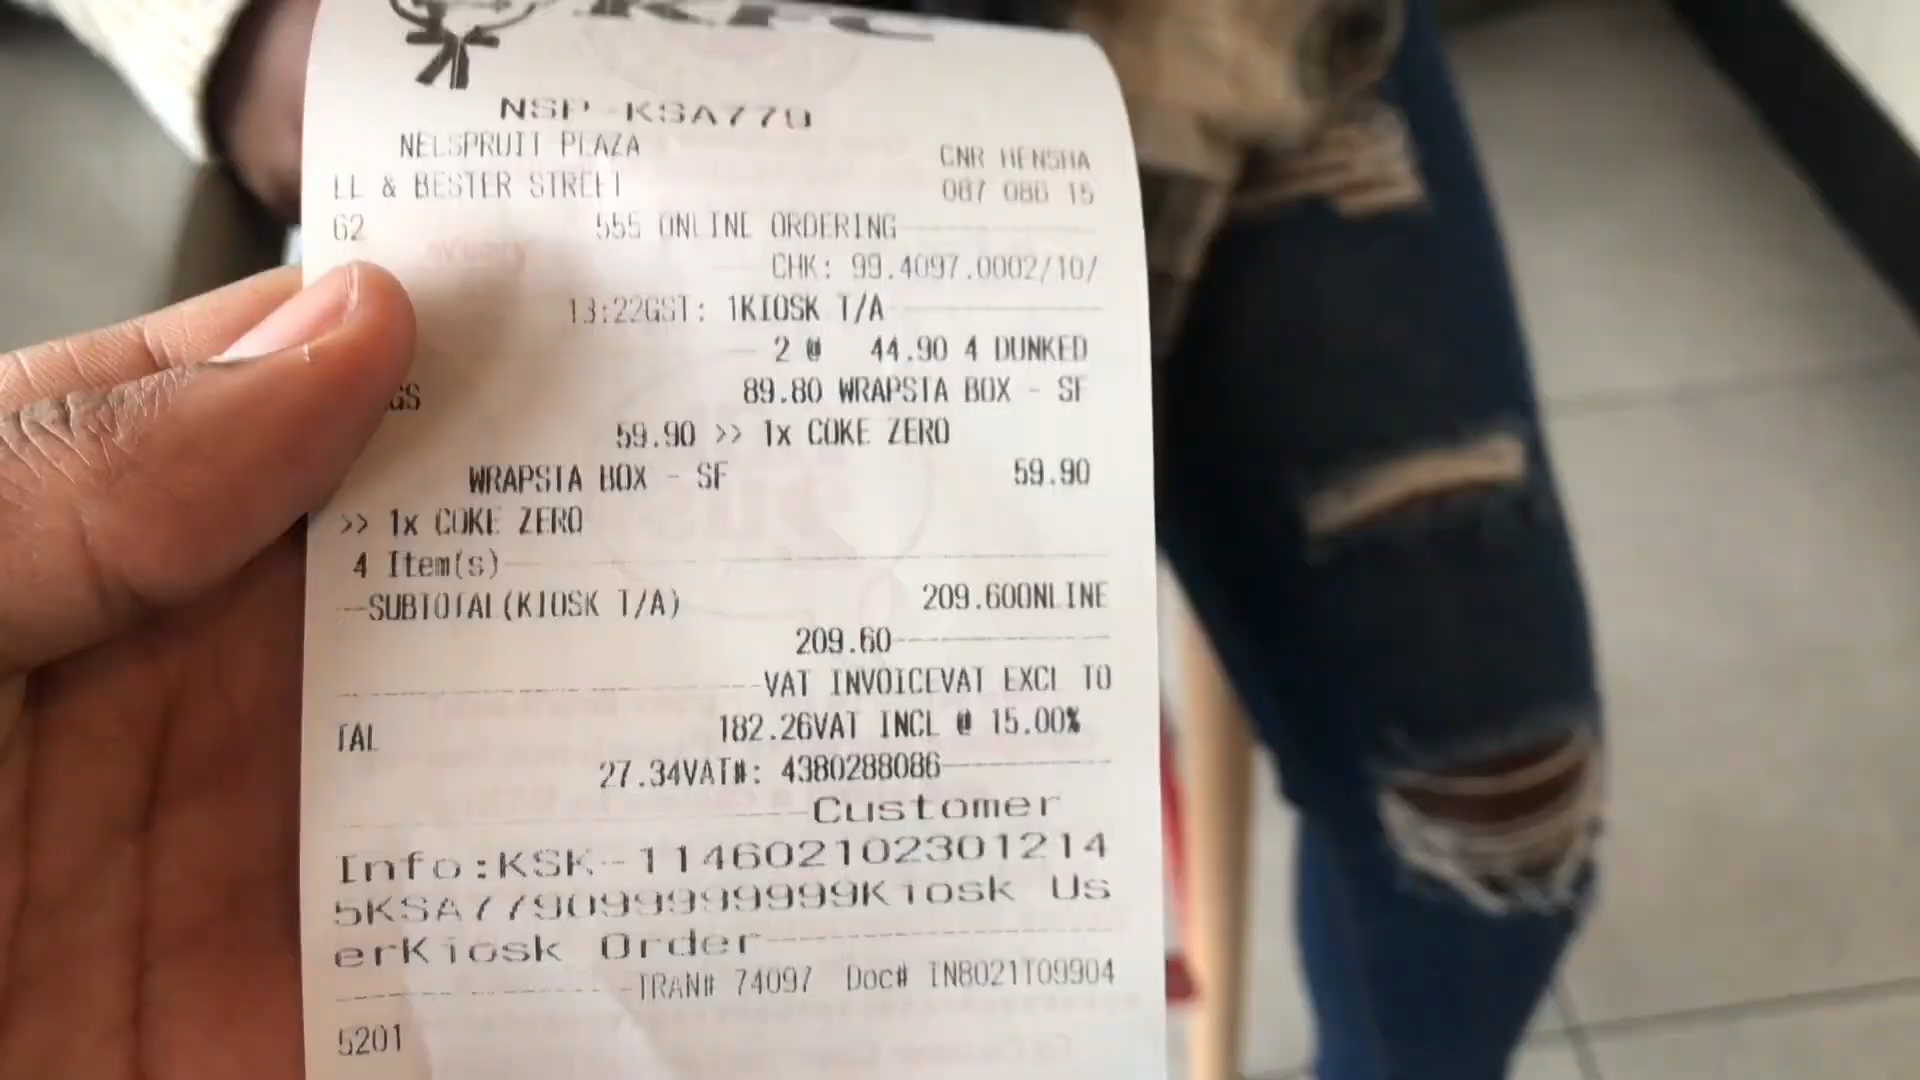 KFC
NSP-KSA779
NELSPRUIT PLAZA CNR HENSHA
LL & BESTER STREET 087 086 15
62 555 ONLINE ORDERING
CHK: 99.4097.0002/10/
13:22GST: 1KIOSK T/A
2 @ 44.90 4 DUNKED
GS 89.80 WRAPSTA BOX - SF
59.90 >> 1x COKE ZERO
WRAPSTA BOX - SF 59.90
>> 1x COKE ZERO
4 Item(s)
SUBTOTAL(KIOSK T/A) 209.60ONLINE
209.60
VAT INVOICEVAT EXCL TO
TAL 182.26VAT INCL @ 15.00%
27.34VAT#: 4380288086
Customer
Info:KSK-114602102301214
5KSA7790999999999Kiosk Us
erKiosk Order
TRAN# 74097 Doc# IN8021T09904
5201